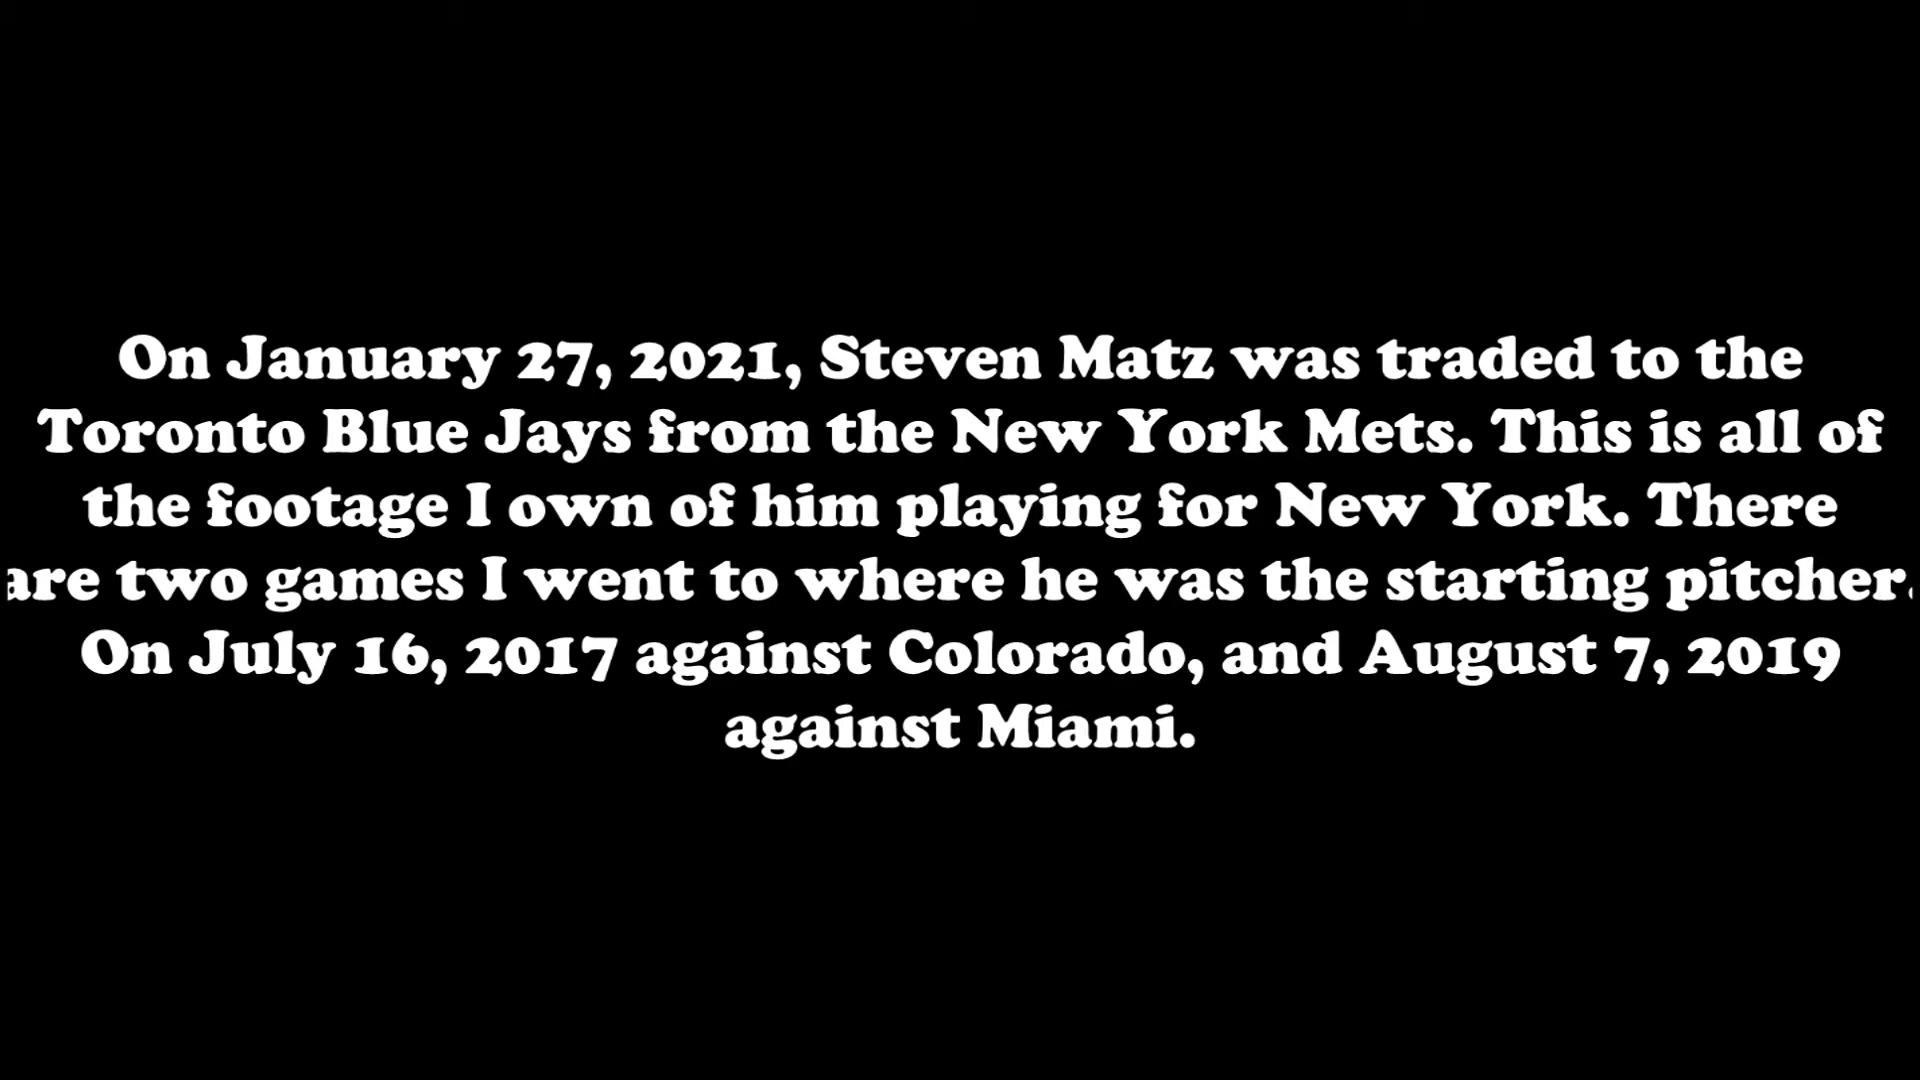 On January 27, 2021, Steven Matz was traded to the
Toronto Blue Jays from the New York Mets. This is all of
the footage I own of him playing for New York. There
are two games I went to where he was the starting pitcher.
On July 16, 2017 against Colorado, and August 7, 2019
against Miami.